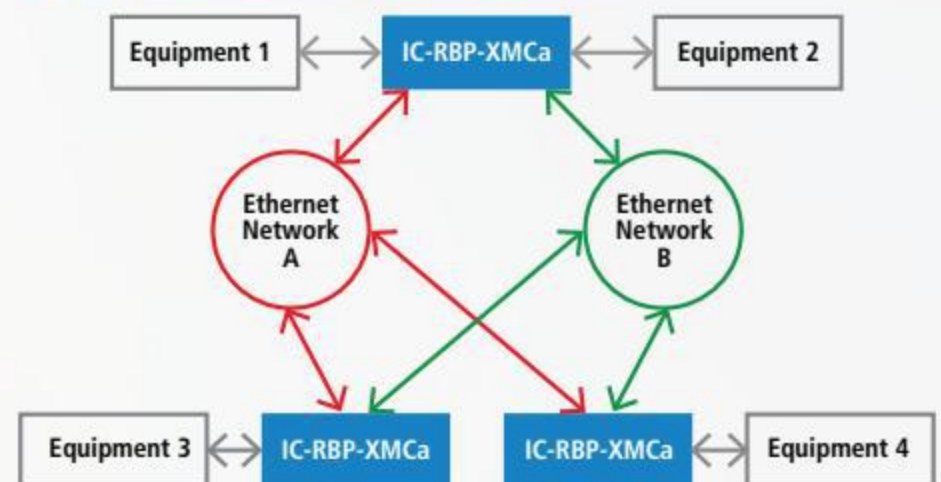 Equipment 1
IC-RBP-XMCa
Equipment 2
Ethernet
Network
A
Ethernet
Network
B
Equipment 3
IC-RBP-XMCa
IC-RBP-XMCa
Equipment 4